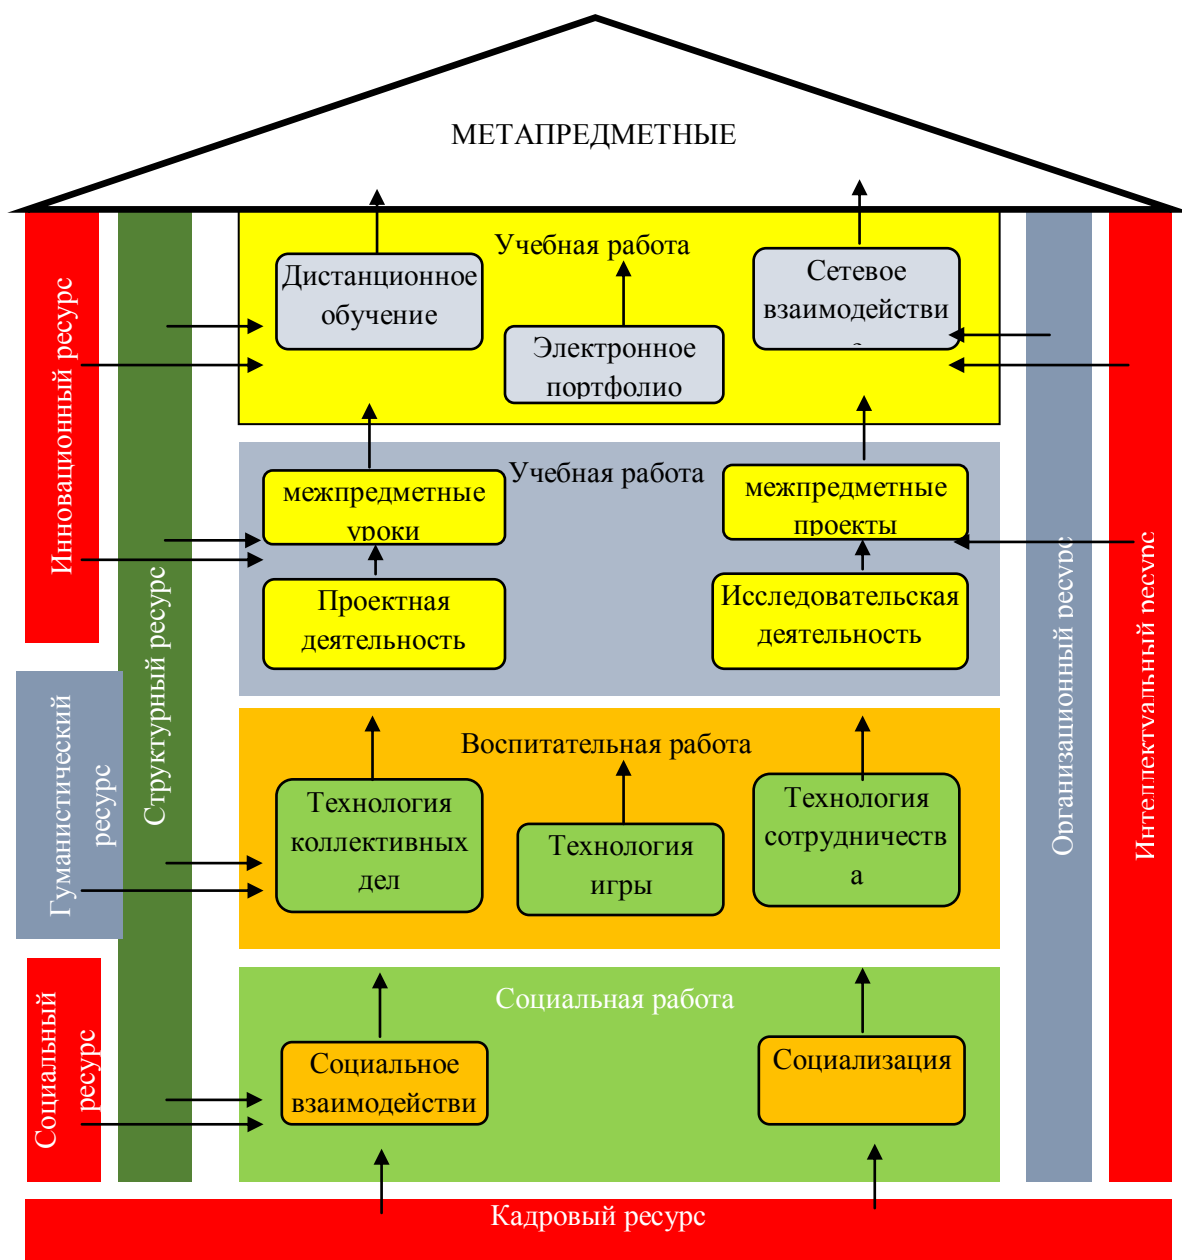 МЕТАПРЕДМЕТНЫЕ
Учебная работа
Дистанционное
обучение
Сетевое
взаимодействи
Электронное
портфолио
Учебная работа
межпредметные
уроки
межпредметные
проекты
Проектная
деятельность
Исследовательская
деятельность
Воспитательная работа
Технология
коллективных
дел
Технология
игры
Технология
сотрудничеств
а
Социальная работа
Социальное
взаимодействи
Социализация
Инновационный ресурс
Гуманистический
ресурс
Социальный
ресурс
Структурный ресурс
Организационный ресурс
Интеллектуальный ресурс
Кадровый ресурс